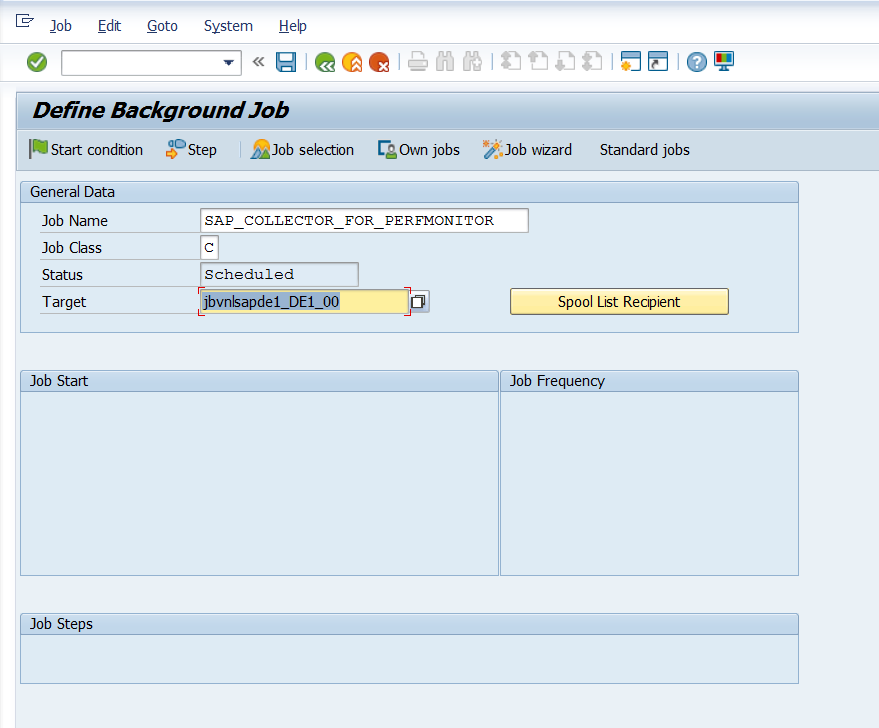 Job Edit Goto System Help
Define Background Job
Start condition Step Job selection Own jobs Job wizard Standard jobs
General Data
Job Name SAP_COLLECTOR_FOR_PERFMONITOR
Job Class C
Status Scheduled
Target jbvnlsapde1_DE1_00 Spool List Recipient
Job Start Job Frequency
Job Steps